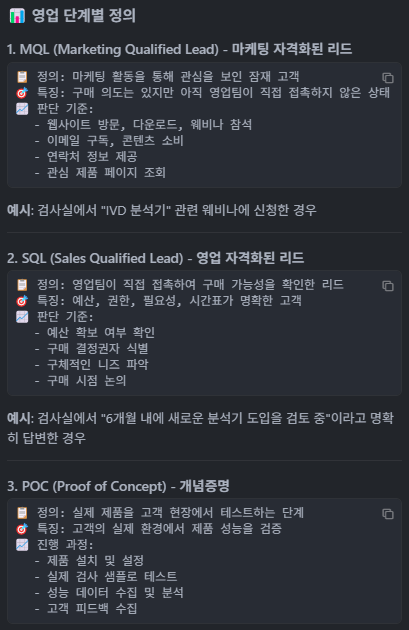 📊 영업 단계별 정의
1. MQL (Marketing Qualified Lead) - 마케팅 자격화된 리드
📋 정의: 마케팅 활동을 통해 관심을 보인 잠재 고객
🎯 특징: 구매 의도는 있지만 아직 영업팀이 직접 접촉하지 않은 상태
📈 판단 기준:
- 웹사이트 방문, 다운로드, 웨비나 참석
- 이메일 구독, 콘텐츠 소비
- 연락처 정보 제공
- 관심 제품 페이지 조회
예시: 검사실에서 "IVD 분석기" 관련 웨비나에 신청한 경우
2. SQL (Sales Qualified Lead) - 영업 자격화된 리드
📋 정의: 영업팀이 직접 접촉하여 구매 가능성을 확인한 리드
🎯 특징: 예산, 권한, 필요성, 시간표가 명확한 고객
📈 판단 기준:
- 예산 확보 여부 확인
- 구매 결정권자 식별
- 구체적인 니즈 파악
- 구매 시점 논의
예시: 검사실에서 "6개월 내에 새로운 분석기 도입을 검토 중"이라고 명확
히 답변한 경우
3. POC (Proof of Concept) - 개념증명
📋 정의: 실제 제품을 고객 현장에서 테스트하는 단계
🎯 특징: 고객의 실제 환경에서 제품 성능을 검증
📈 진행 과정:
- 제품 설치 및 설정
- 실제 검사 샘플로 테스트
- 성능 데이터 수집 및 분석
- 고객 피드백 수집